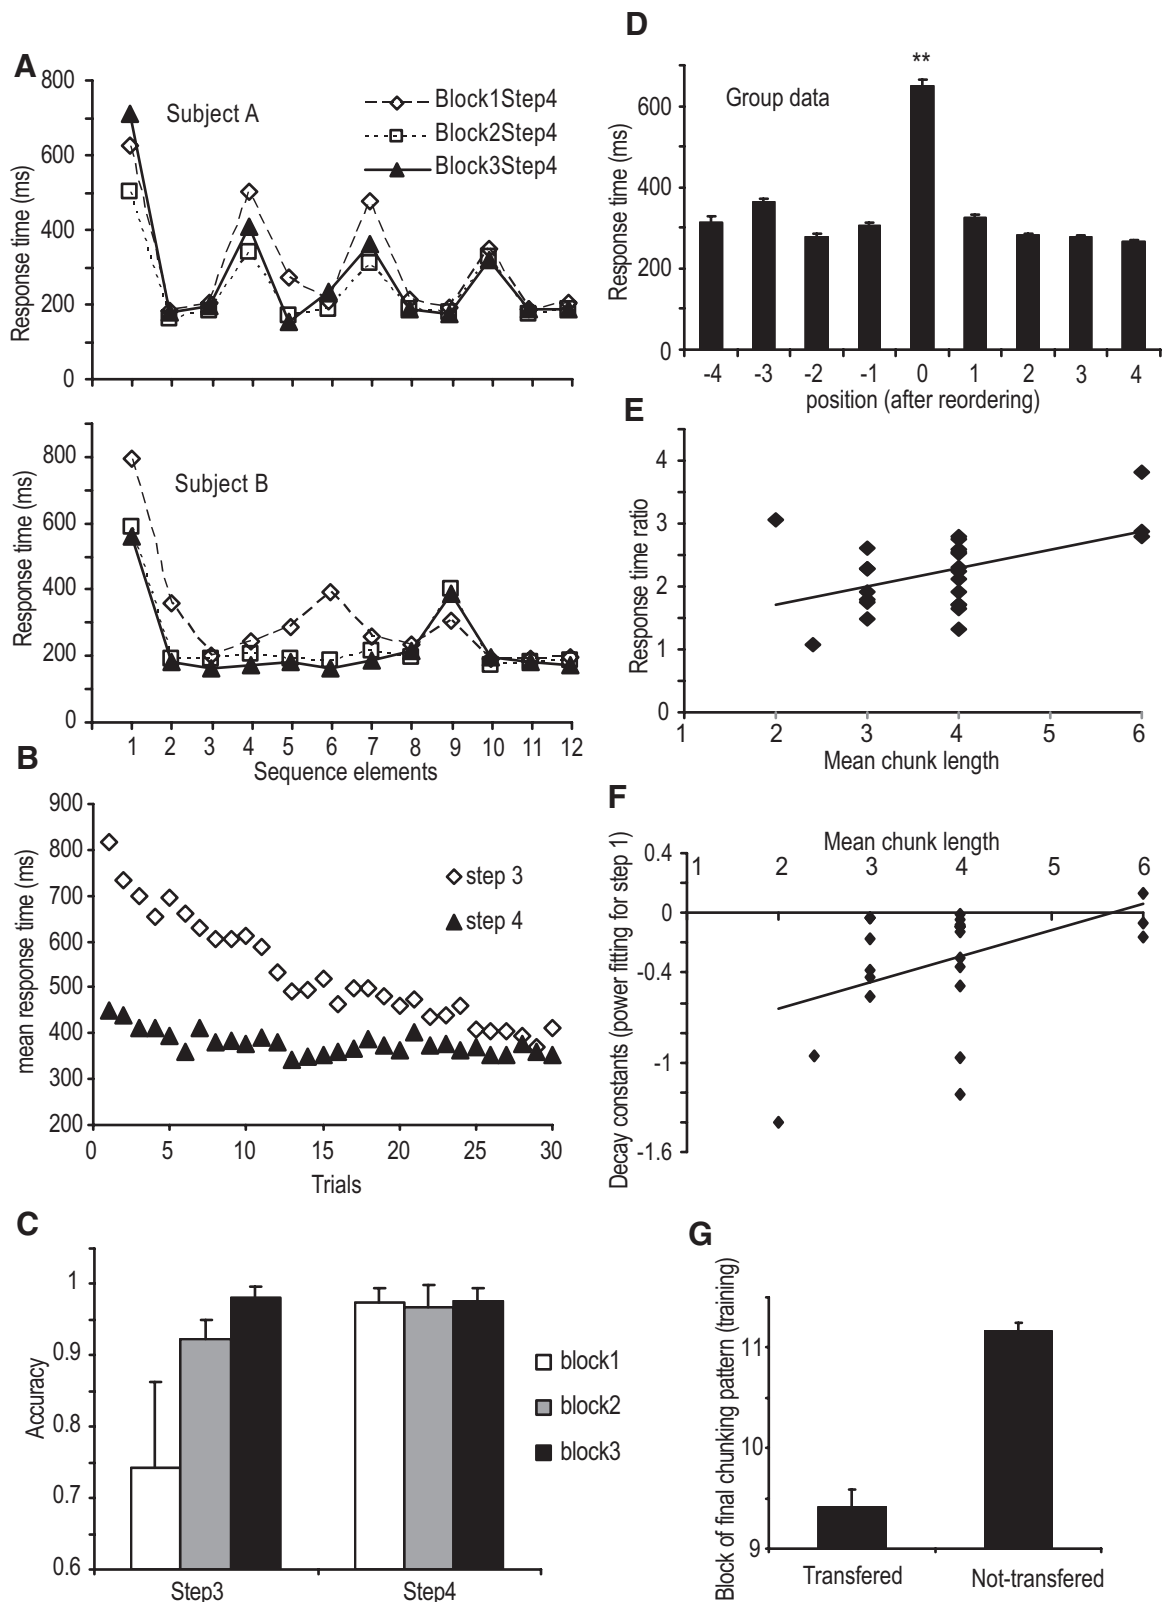 A
Response time (ms)
800
600
400
200
0
Subject A
Block1Step4
Block2Step4
Block3Step4
Response time (ms)
800
600
400
200
0
Subject B
1 2 3 4 5 6 7 8 9 10 11 12
Sequence elements
B
mean response time (ms)
900
800
700
600
500
400
300
200
step 3
step 4
0 5 10 15 20 25 30
Trials
C
Accuracy
1
0.9
0.8
0.7
0.6
block1
block2
block3
Step3 Step4
D
Response time (ms)
600
400
200
0
Group data
**
-4 -3 -2 -1 0 1 2 3 4
position (after reordering)
E
Response time ratio
4
3
2
1
0
1 2 3 4 5 6
Mean chunk length
F
Mean chunk length
Decay constants (power fitting for step 1)
0.4
0
-0.4
-1
-1.6
1 2 3 4 5 6
G
Block of final chunking pattern (training)
11
10
9
Transfered Not-transfered